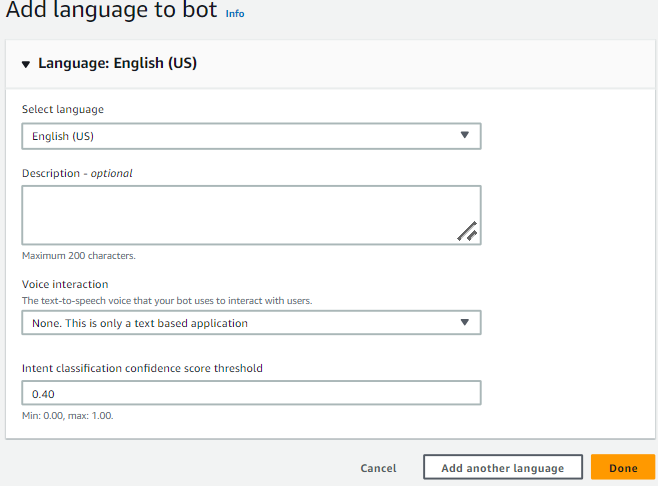 Add language to bot Info
Language: English (US)
Select language
English (US)
Description - optional
Maximum 200 characters.
Voice interaction
The text-to-speech voice that your bot uses to interact with users.
None. This is only a text based application
Intent classification confidence score threshold
0.40
Min: 0.00, max: 1.00.
Cancel Add another language Done